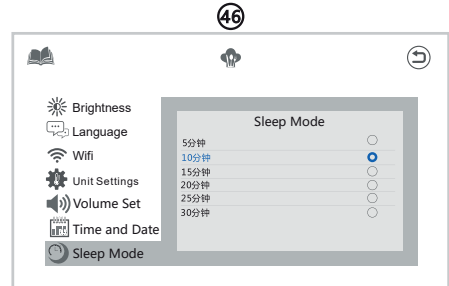 46
Brightness
Language
Wifi
Unit Settings
Volume Set
Time and Date
Sleep Mode
Sleep Mode
5分钟
10分钟
15分钟
20分钟
25分钟
30分钟